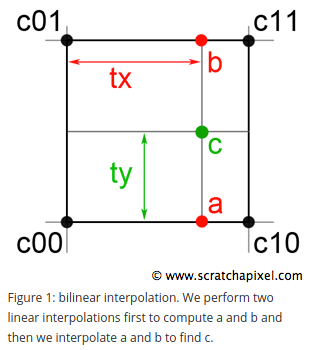 c01 c11
b
tx
c
ty
a
c00 c10
© www.scratchapixel.com
Figure 1: bilinear interpolation. We perform two
linear interpolations first to compute a and b and
then we interpolate a and b to find c.